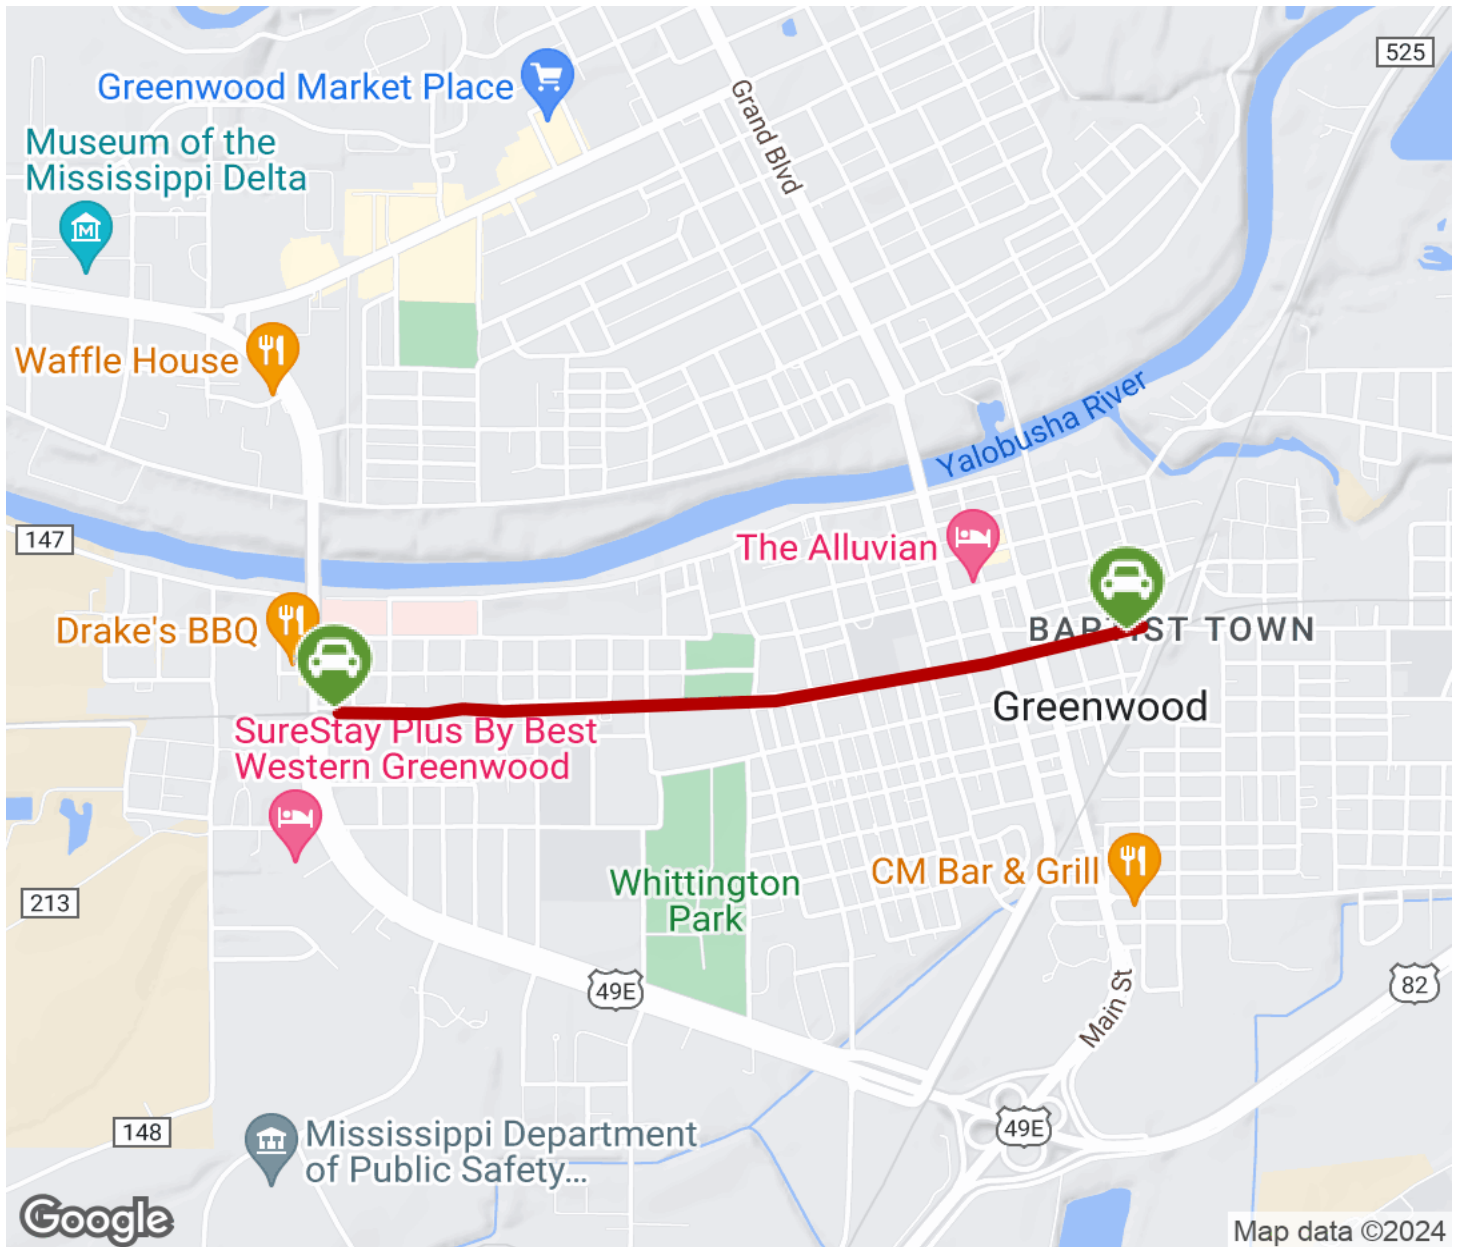 525
Greenwood Market Place
Grand Blvd
Museum of the
Mississippi Delta
Waffle House
Yalobusha River
147
The Alluvian
Drake's BBQ
BAPTIST TOWN
Greenwood
SureStay Plus By Best
Western Greenwood
CM Bar & Grill
Whittington
Park
213
49E
82
Main St
49E
148
Mississippi Department
of Public Safety...
Google
Map data ©2024